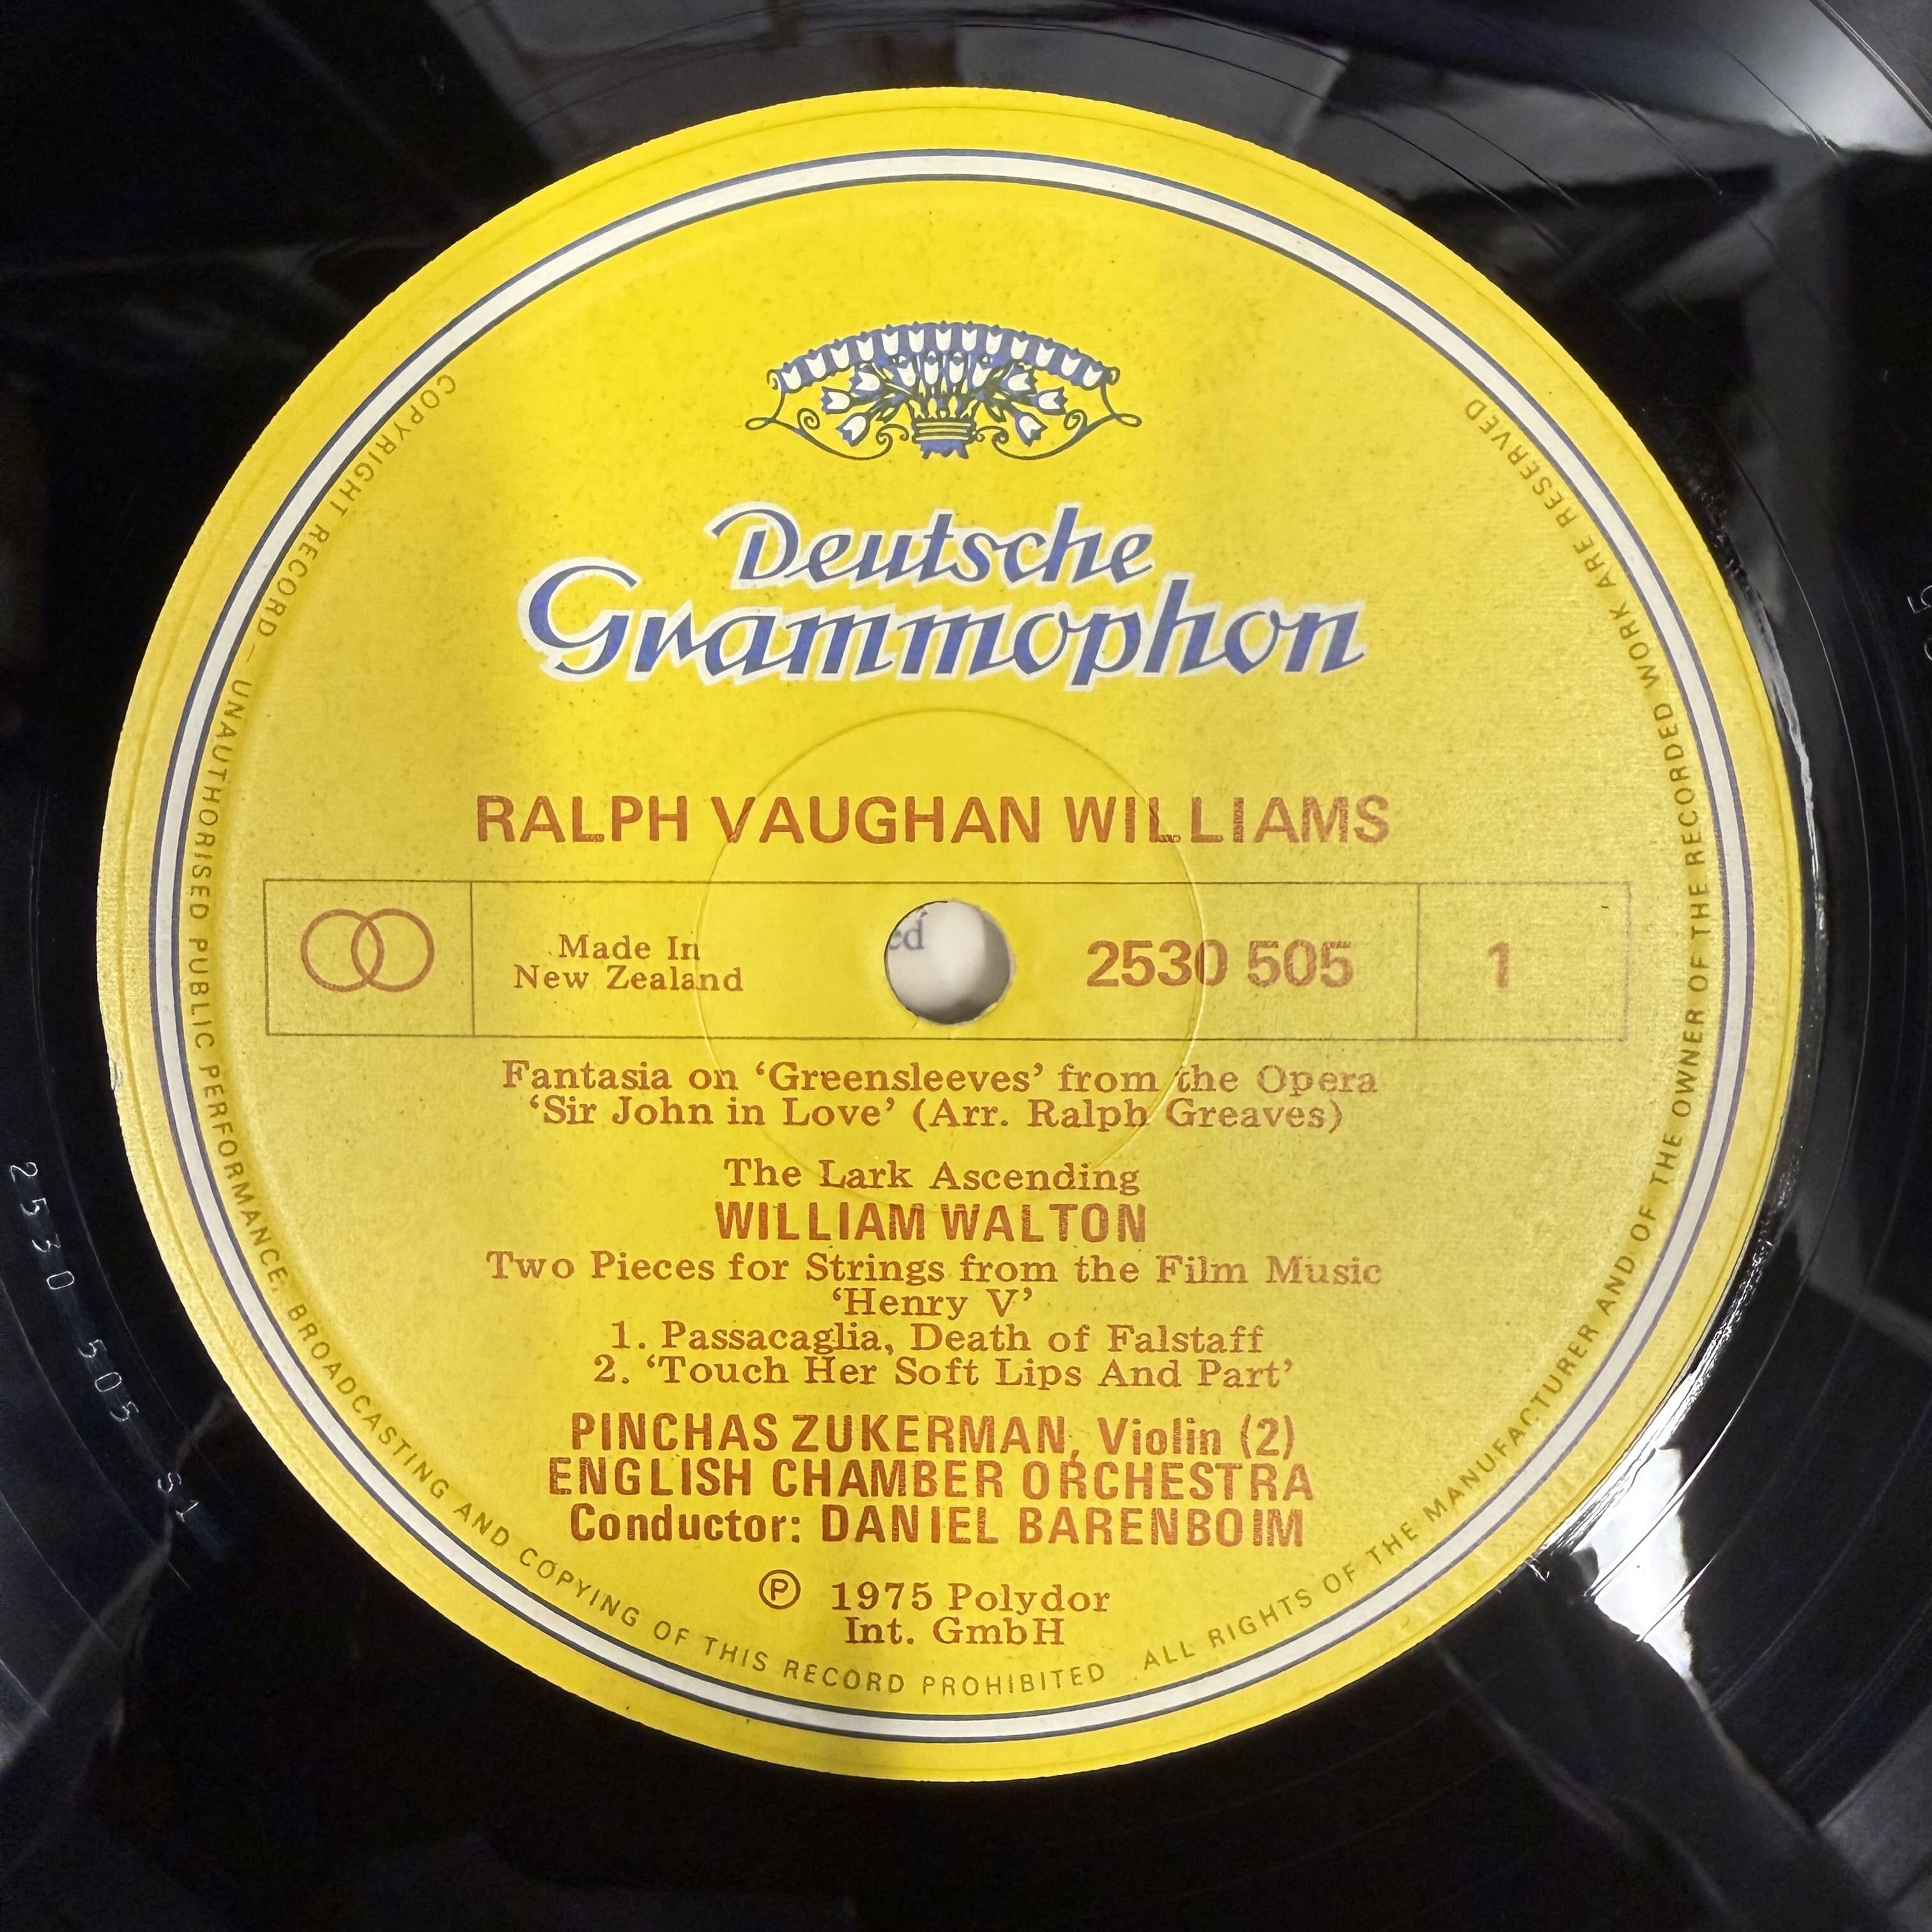 Deutsche
Grammophon
RALPH VAUGHAN WILLIAMS
Made In
New Zealand
ed
2530 505
1
Fantasia on ‘Greensleeves’ from the Opera
‘Sir John in Love’ (Arr. Ralph Greaves)
The Lark Ascending
WILLIAM WALTON
Two Pieces for Strings from the Film Music
‘Henry V’
1. Passacaglia, Death of Falstaff
2. ‘Touch Her Soft Lips And Part’
PINCHAS ZUKERMAN, Violin (2)
ENGLISH CHAMBER ORCHESTRA
Conductor: DANIEL BARENBOIM
Ⓟ 1975 Polydor
Int. GmbH
COPYRIGHT RECORD – UNAUTHORISED PUBLIC PERFORMANCE. BROADCASTING AND COPYING OF THIS RECORD PROHIBITED . ALL RIGHTS OF THE MANUFACTURER AND OF THE OWNER OF THE RECORDED WORK ARE RESERVED
2530 505 S1